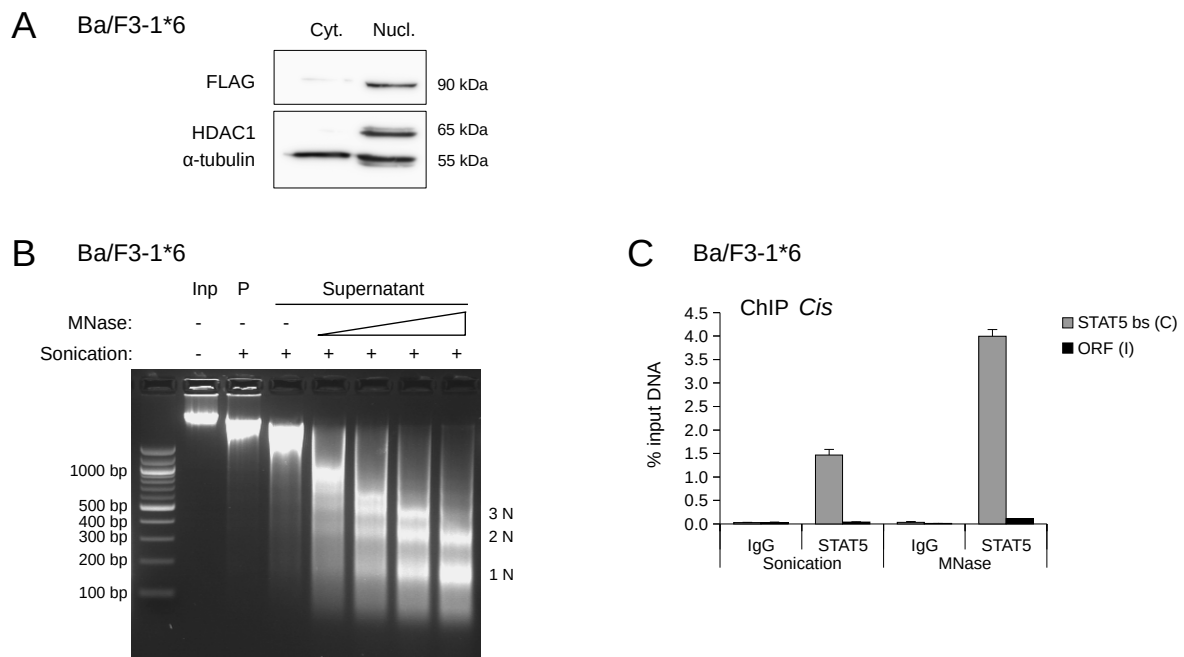 A Ba/F3-1*6
Cyt. Nucl.
FLAG 90 kDa
HDAC1 65 kDa
α-tubulin 55 kDa
B Ba/F3-1*6
Inp P Supernatant
MNase: - - -
Sonication: - + + + + + +
1000 bp
500 bp
400 bp
300 bp
200 bp
100 bp
3 N
2 N
1 N
C Ba/F3-1*6
ChIP Cis
STAT5 bs (C)
ORF (I)
% input DNA
4.5
4.0
3.5
3.0
2.5
2.0
1.5
1.0
0.5
0.0
IgG STAT5 IgG STAT5
Sonication MNase